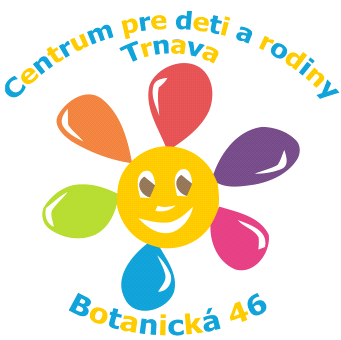 Centrum pre deti a rodiny
Trnava
Botanická 46